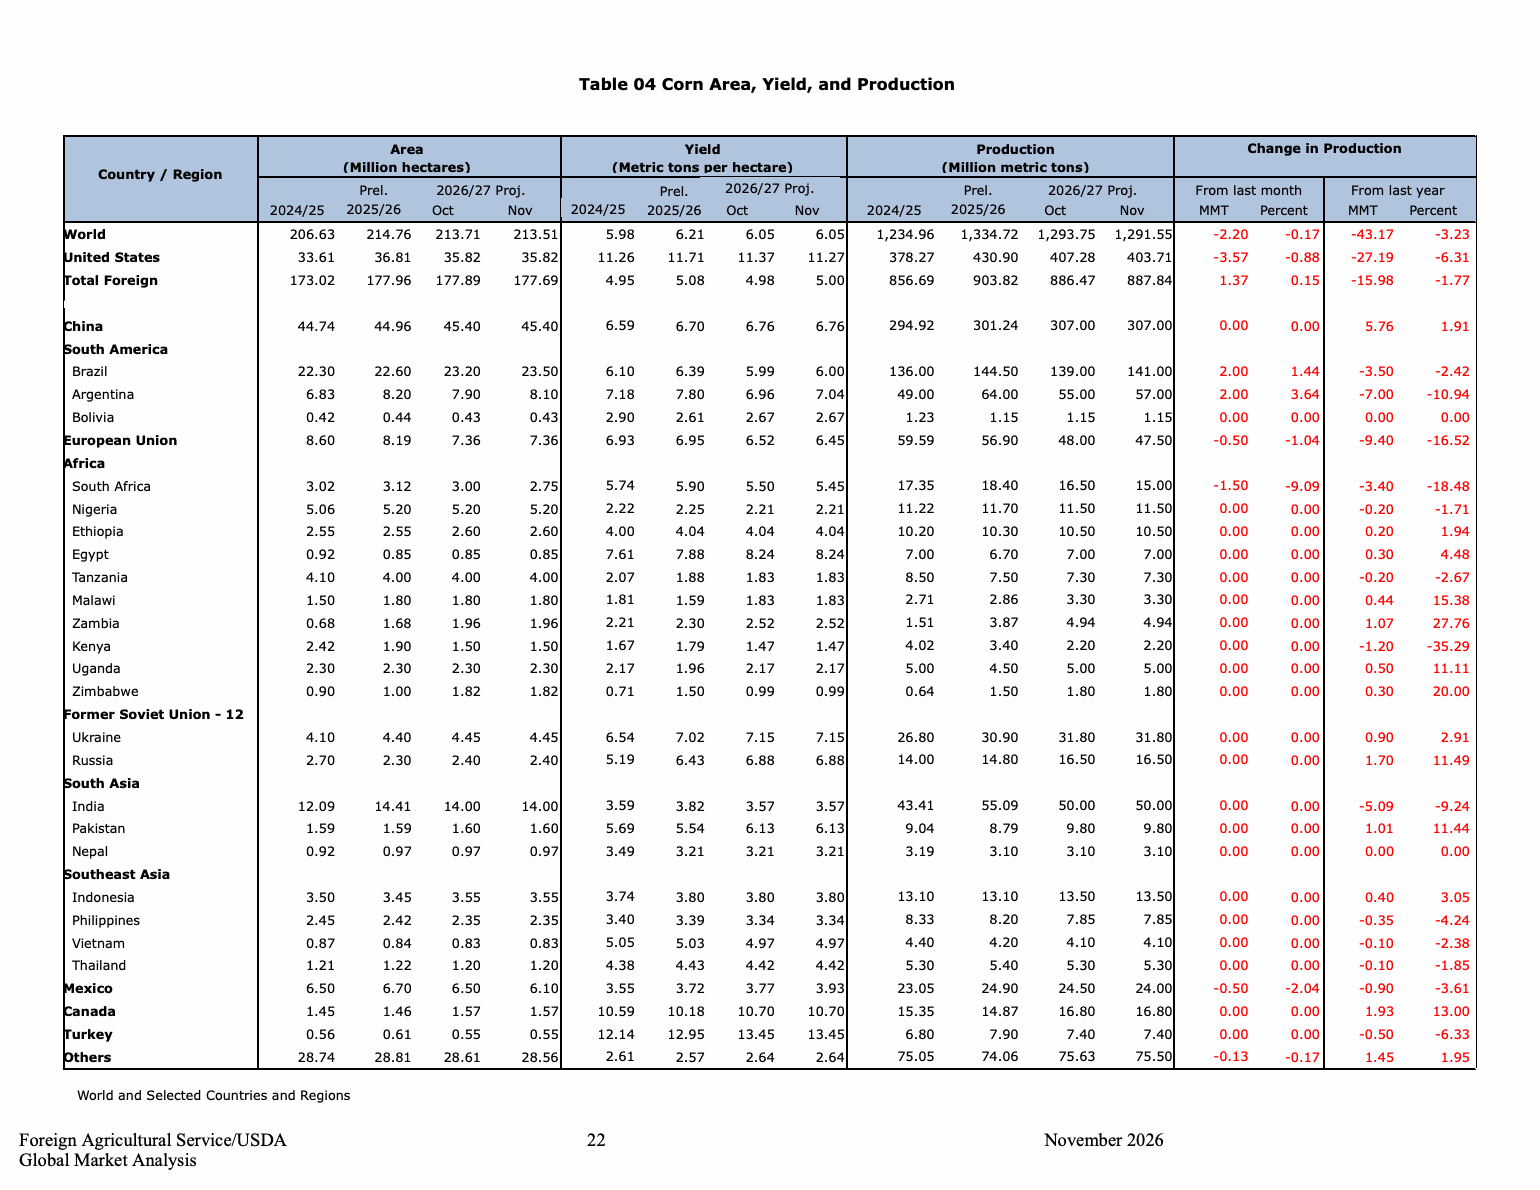 Table 04 Corn Area, Yield, and Production
Country / Region Area Yield Production Change in Production
(Million hectares) (Metric tons per hectare) (Million metric tons)
Prel. 2026/27 Proj. Prel. 2026/27 Proj. Prel. 2026/27 Proj. From last month From last year
2024/25 2025/26 Oct Nov 2024/25 2025/26 Oct Nov 2024/25 2025/26 Oct Nov MMT Percent MMT Percent
World 206.63 214.76 213.71 213.51 5.98 6.21 6.05 6.05 1,234.96 1,334.72 1,293.75 1,291.55 -2.20 -0.17 -43.17 -3.23
United States 33.61 36.81 35.82 35.82 11.26 11.71 11.37 11.27 378.27 430.90 407.28 403.71 -3.57 -0.88 -27.19 -6.31
Total Foreign 173.02 177.96 177.89 177.69 4.95 5.08 4.98 5.00 856.69 903.82 886.47 887.84 1.37 0.15 -15.98 -1.77
China 44.74 44.96 45.40 45.40 6.59 6.70 6.76 6.76 294.92 301.24 307.00 307.00 0.00 0.00 5.76 1.91
South America
Brazil 22.30 22.60 23.20 23.50 6.10 6.39 5.99 6.00 136.00 144.50 139.00 141.00 2.00 1.44 -3.50 -2.42
Argentina 6.83 8.20 7.90 8.10 7.18 7.80 6.96 7.04 49.00 64.00 55.00 57.00 2.00 3.64 -7.00 -10.94
Bolivia 0.42 0.44 0.43 0.43 2.90 2.61 2.67 2.67 1.23 1.15 1.15 1.15 0.00 0.00 0.00 0.00
European Union 8.60 8.19 7.36 7.36 6.93 6.95 6.52 6.45 59.59 56.90 48.00 47.50 -0.50 -1.04 -9.40 -16.52
Africa
South Africa 3.02 3.12 3.00 2.75 5.74 5.90 5.50 5.45 17.35 18.40 16.50 15.00 -1.50 -9.09 -3.40 -18.48
Nigeria 5.06 5.20 5.20 5.20 2.22 2.25 2.21 2.21 11.22 11.70 11.50 11.50 0.00 0.00 -0.20 -1.71
Ethiopia 2.55 2.55 2.60 2.60 4.00 4.04 4.04 4.04 10.20 10.30 10.50 10.50 0.00 0.00 0.20 1.94
Egypt 0.92 0.85 0.85 0.85 7.61 7.88 8.24 8.24 7.00 6.70 7.00 7.00 0.00 0.00 0.30 4.48
Tanzania 4.10 4.00 4.00 4.00 2.07 1.88 1.83 1.83 8.50 7.50 7.30 7.30 0.00 0.00 -0.20 -2.67
Malawi 1.50 1.80 1.80 1.80 1.81 1.59 1.83 1.83 2.71 2.86 3.30 3.30 0.00 0.00 0.44 15.38
Zambia 0.68 1.68 1.96 1.96 2.21 2.30 2.52 2.52 1.51 3.87 4.94 4.94 0.00 0.00 1.07 27.76
Kenya 2.42 1.90 1.50 1.50 1.67 1.79 1.47 1.47 4.02 3.40 2.20 2.20 0.00 0.00 -1.20 -35.29
Uganda 2.30 2.30 2.30 2.30 2.17 1.96 2.17 2.17 5.00 4.50 5.00 5.00 0.00 0.00 0.50 11.11
Zimbabwe 0.90 1.00 1.82 1.82 0.71 1.50 0.99 0.99 0.64 1.50 1.80 1.80 0.00 0.00 0.30 20.00
Former Soviet Union - 12
Ukraine 4.10 4.40 4.45 4.45 6.54 7.02 7.15 7.15 26.80 30.90 31.80 31.80 0.00 0.00 0.90 2.91
Russia 2.70 2.30 2.40 2.40 5.19 6.43 6.88 6.88 14.00 14.80 16.50 16.50 0.00 0.00 1.70 11.49
South Asia
India 12.09 14.41 14.00 14.00 3.59 3.82 3.57 3.57 43.41 55.09 50.00 50.00 0.00 0.00 -5.09 -9.24
Pakistan 1.59 1.59 1.60 1.60 5.69 5.54 6.13 6.13 9.04 8.79 9.80 9.80 0.00 0.00 1.01 11.44
Nepal 0.92 0.97 0.97 0.97 3.49 3.21 3.21 3.21 3.19 3.10 3.10 3.10 0.00 0.00 0.00 0.00
Southeast Asia
Indonesia 3.50 3.45 3.55 3.55 3.74 3.80 3.80 3.80 13.10 13.10 13.50 13.50 0.00 0.00 0.40 3.05
Philippines 2.45 2.42 2.35 2.35 3.40 3.39 3.34 3.34 8.33 8.20 7.85 7.85 0.00 0.00 -0.35 -4.24
Vietnam 0.87 0.84 0.83 0.83 5.05 5.03 4.97 4.97 4.40 4.20 4.10 4.10 0.00 0.00 -0.10 -2.38
Thailand 1.21 1.22 1.20 1.20 4.38 4.43 4.42 4.42 5.30 5.40 5.30 5.30 0.00 0.00 -0.10 -1.85
Mexico 6.50 6.70 6.50 6.10 3.55 3.72 3.77 3.93 23.05 24.90 24.50 24.00 -0.50 -2.04 -0.90 -3.61
Canada 1.45 1.46 1.57 1.57 10.59 10.18 10.70 10.70 15.35 14.87 16.80 16.80 0.00 0.00 1.93 13.00
Turkey 0.56 0.61 0.55 0.55 12.14 12.95 13.45 13.45 6.80 7.90 7.40 7.40 0.00 0.00 -0.50 -6.33
Others 28.74 28.81 28.61 28.56 2.61 2.57 2.64 2.64 75.05 74.06 75.63 75.50 -0.13 -0.17 1.45 1.95
World and Selected Countries and Regions
Foreign Agricultural Service/USDA 22 November 2026
Global Market Analysis